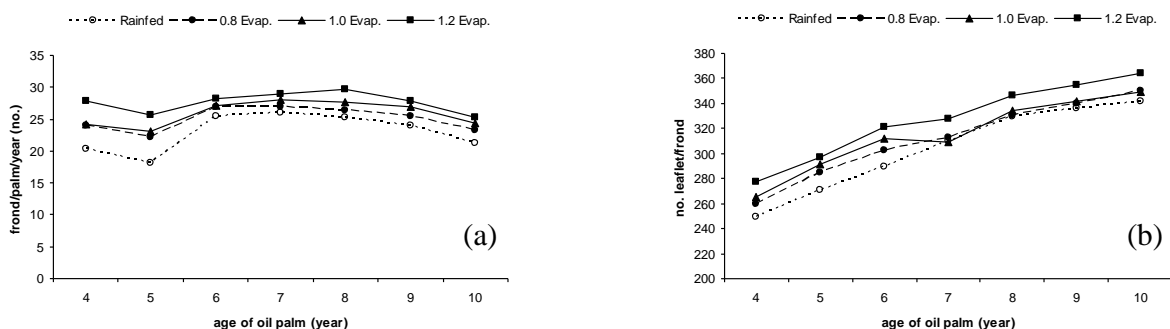 Rainfed 0.8 Evap. 1.0 Evap. 1.2 Evap.
35
30
25
20
15
10
5
0
frond/palm/year (no.)
4 5 6 7 8 9 10
age of oil palm (year)
(a)
Rainfed 0.8 Evap. 1.0 Evap. 1.2 Evap.
360
340
320
300
280
260
240
220
200
no. leaflet/frond
4 5 6 7 8 9 10
age of oil palm (year)
(b)